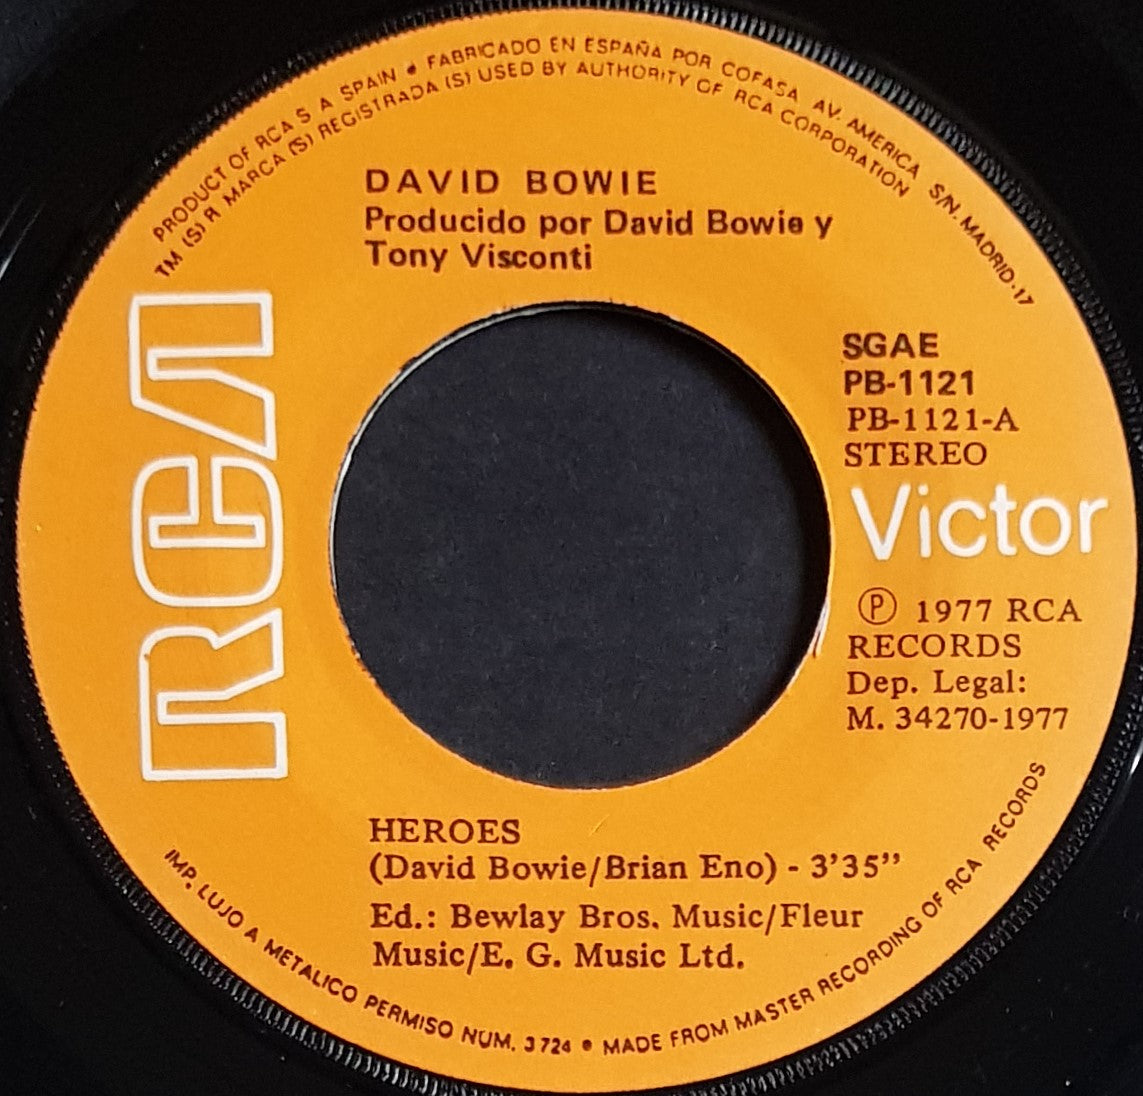 PRODUCT OF RCA S A SPAIN • FABRICADO EN ESPAÑA POR COFASA AV. AMERICA S/N. MADRID-17
TM (S) R MARCA (S) REGISTRADA (S) USED BY AUTHORITY OF RCA CORPORATION
DAVID BOWIE
Producido por David Bowie y
Tony Visconti
RCA
SGAE
PB-1121
PB-1121-A
STEREO
Victor
Ⓟ 1977 RCA
RECORDS
Dep. Legal:
M. 34270-1977
HEROES
(David Bowie/Brian Eno) - 3'35''
Ed.: Bewlay Bros. Music/Fleur
Music/E. G. Music Ltd.
IMP. LUJO A METALICO PERMISO NUM. 3724 • MADE FROM MASTER RECORDING OF RCA RECORDS